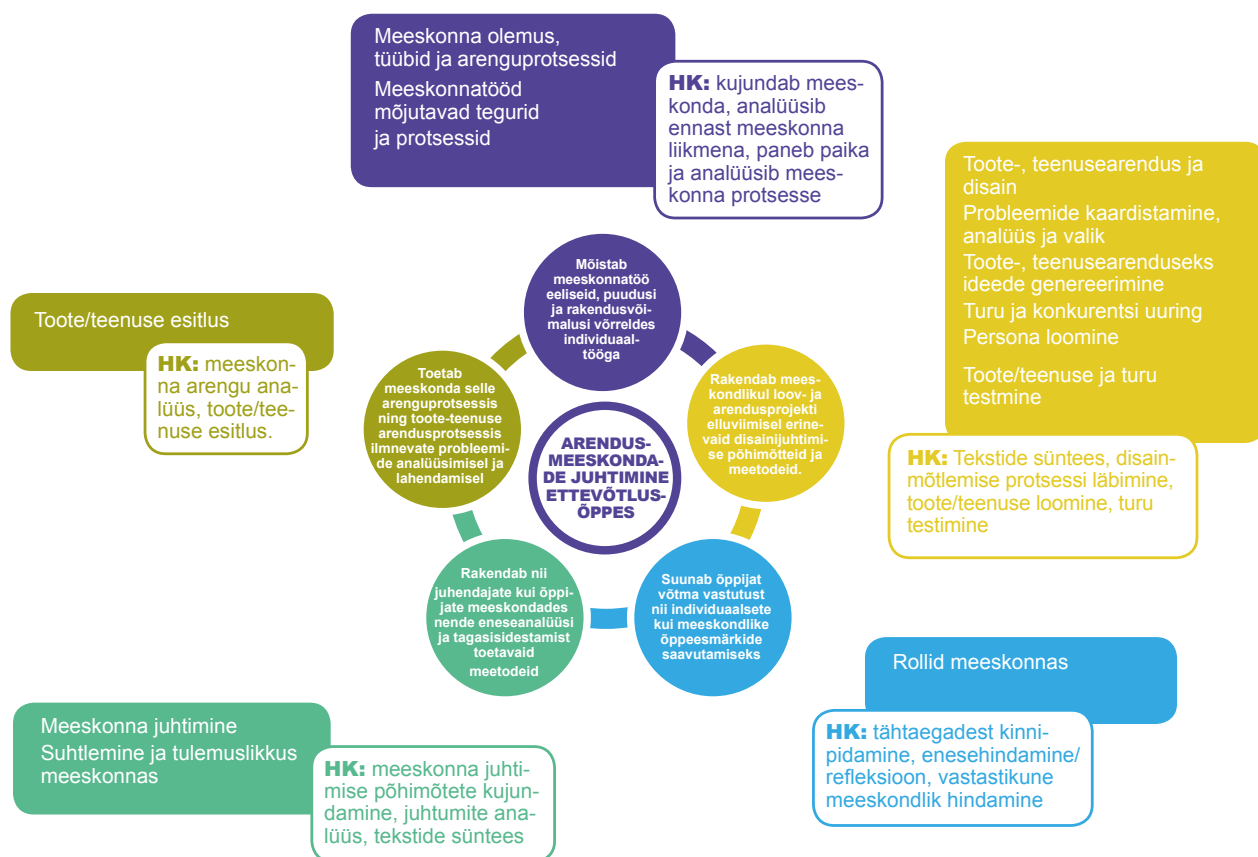 Meeskonna olemus,
tüübid ja arenguprotsessid
Meeskonnatööd
mõjutavad tegurid
ja protsessid
HK: kujundab mees-
konda, analüüsib
ennast meeskonna
liikmena, paneb paika
ja analüüsib mees-
konna protsesse
Toote-, teenusearendus ja
disain
Probleemide kaardistamine,
analüüs ja valik
Toote-, teenusearenduseks
ideede genereerimine
Turu ja konkurentsi uuring
Persona loomine
Toote/teenuse ja turu
testmine
HK: Tekstide süntees, disain-
mõtlemise protsessi läbimine,
toote/teenuse loomine, turu
testimine
Toote/teenuse esitlus
HK: meeskon-
na arengu ana-
lüüs, toote/tee-
nuse esitlus.
Mõistab
meeskonnatöö
eeliseid, puudusi
ja rakendusvõi-
malusi võrreldes
individuaal-
tööga
Toetab
meeskonda selle
arenguprotsessis
ning toote-teenuse
arendusprotsessis
ilmnevate probleemi-
de analüüsimisel ja
lahendamisel
Rakendab mees-
kondlikul loov- ja
arendusprojekti
elluviimisel erine-
vaid disainijuhtimi-
se põhimõtteid ja
meetodeid.
ARENDUS-
MEESKONDA-
DE JUHTIMINE
ETTEVÕTLUS-
ÕPPES
Rakendab nii
juhendajate kui õppi-
jate meeskondades
nende eneseanalüüsi
ja tagasisidestamist
toetavaid
meetodeid
Suunab õppijat
võtma vastutust
nii individuaalsete
kui meeskondlike
õppeesmärkide
saavutamiseks
Rollid meeskonnas
HK: tähtaegadest kinni-
pidamine, enesehindamine/
refleksioon, vastastikune
meeskondlik hindamine
Meeskonna juhtimine
Suhtlemine ja tulemuslikkus
meeskonnas
HK: meeskonna juhti-
mise põhimõtete kujun-
damine, juhtumite ana-
lüüs, tekstide süntees